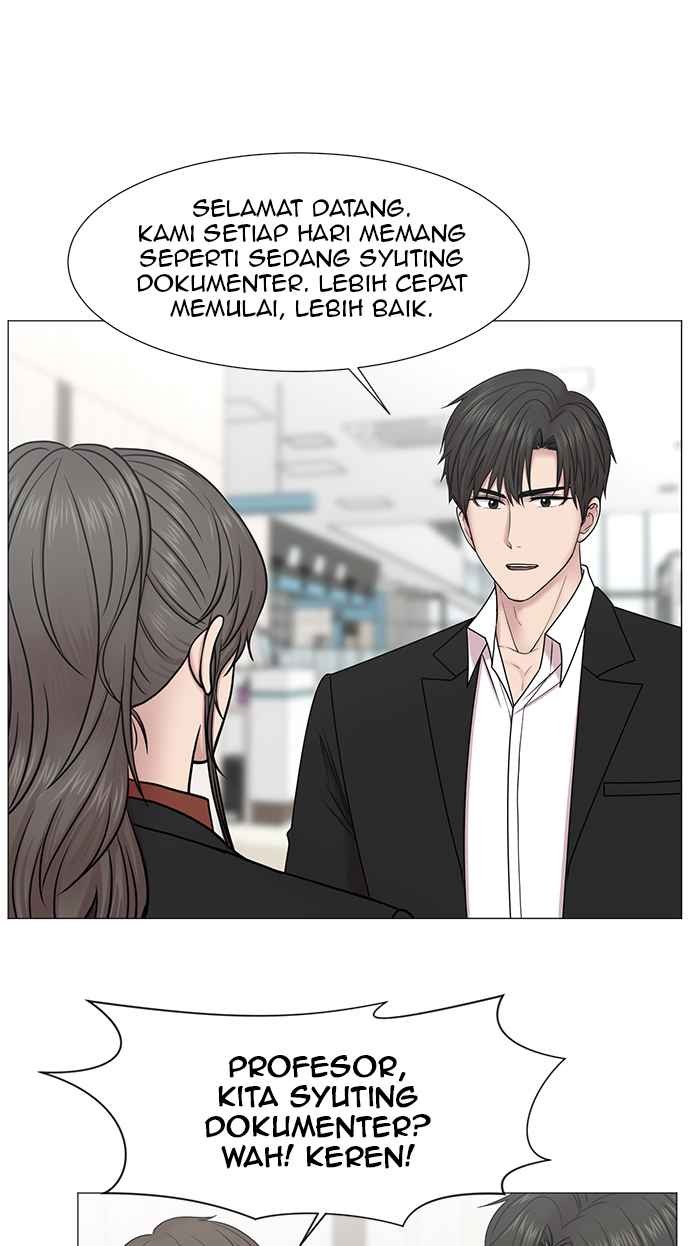 SELAMAT DATANG.
KAMI SETIAP HARI MEMANG
SEPERTI SEDANG SYUTING
DOKUMENTER. LEBIH CEPAT
MEMULAI, LEBIH BAIK.
PROFESOR,
KITA SYUTING
DOKUMENTER?
WAH! KEREN!